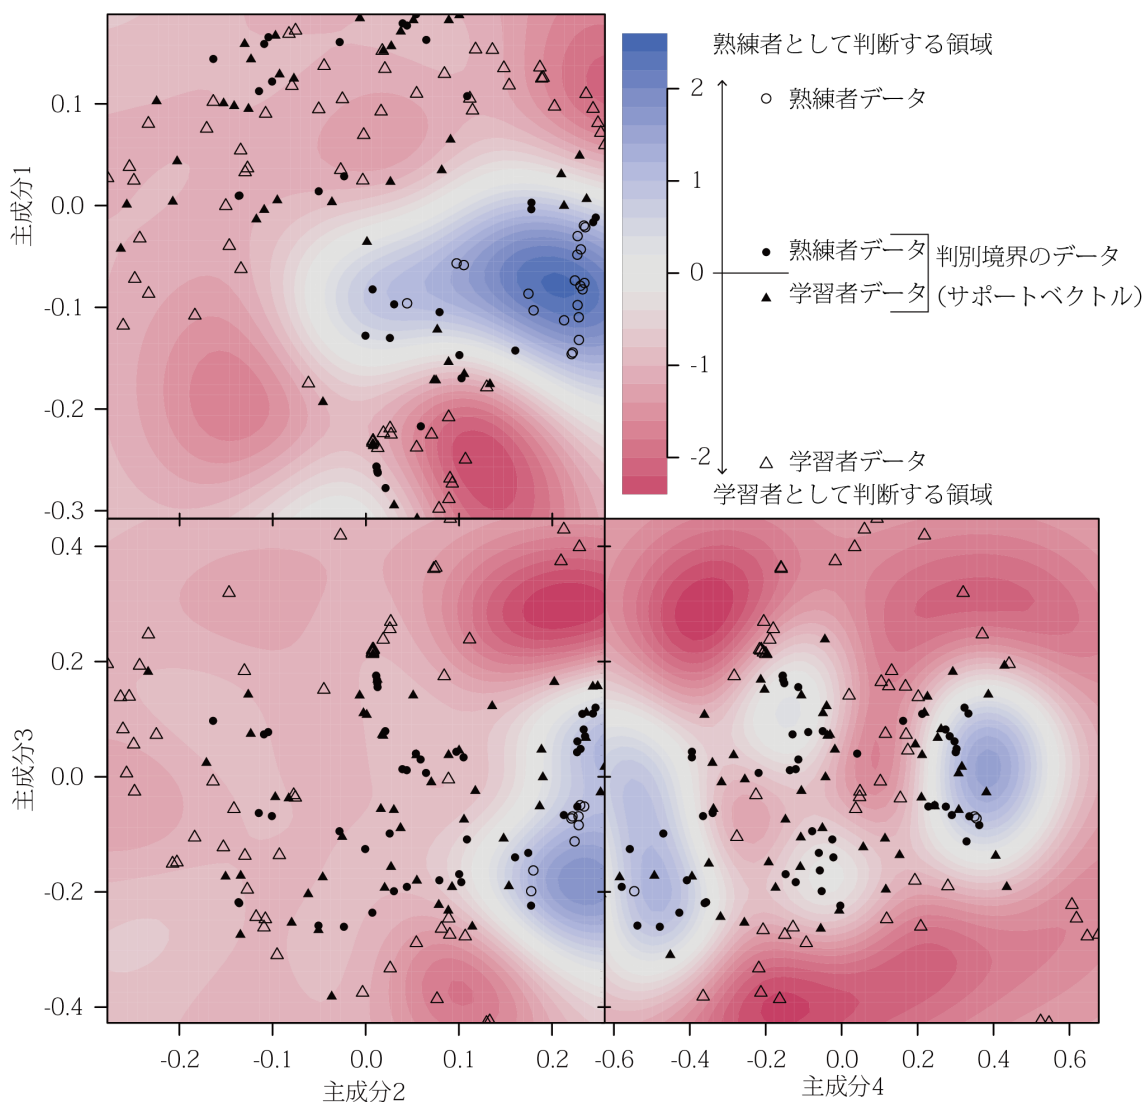 熟練者として判断する領域
2
熟練者データ
1
熟練者データ
判別境界のデータ
0
学習者データ
(サポートベクトル)
-1
-2
学習者データ
学習者として判断する領域
主成分1
0.1
0.0
-0.1
-0.2
-0.3
主成分3
0.4
0.2
0.0
-0.2
-0.4
-0.2
-0.1
0.0
0.1
0.2
主成分2
-0.6
-0.4
-0.2
0.0
0.2
0.4
0.6
主成分4